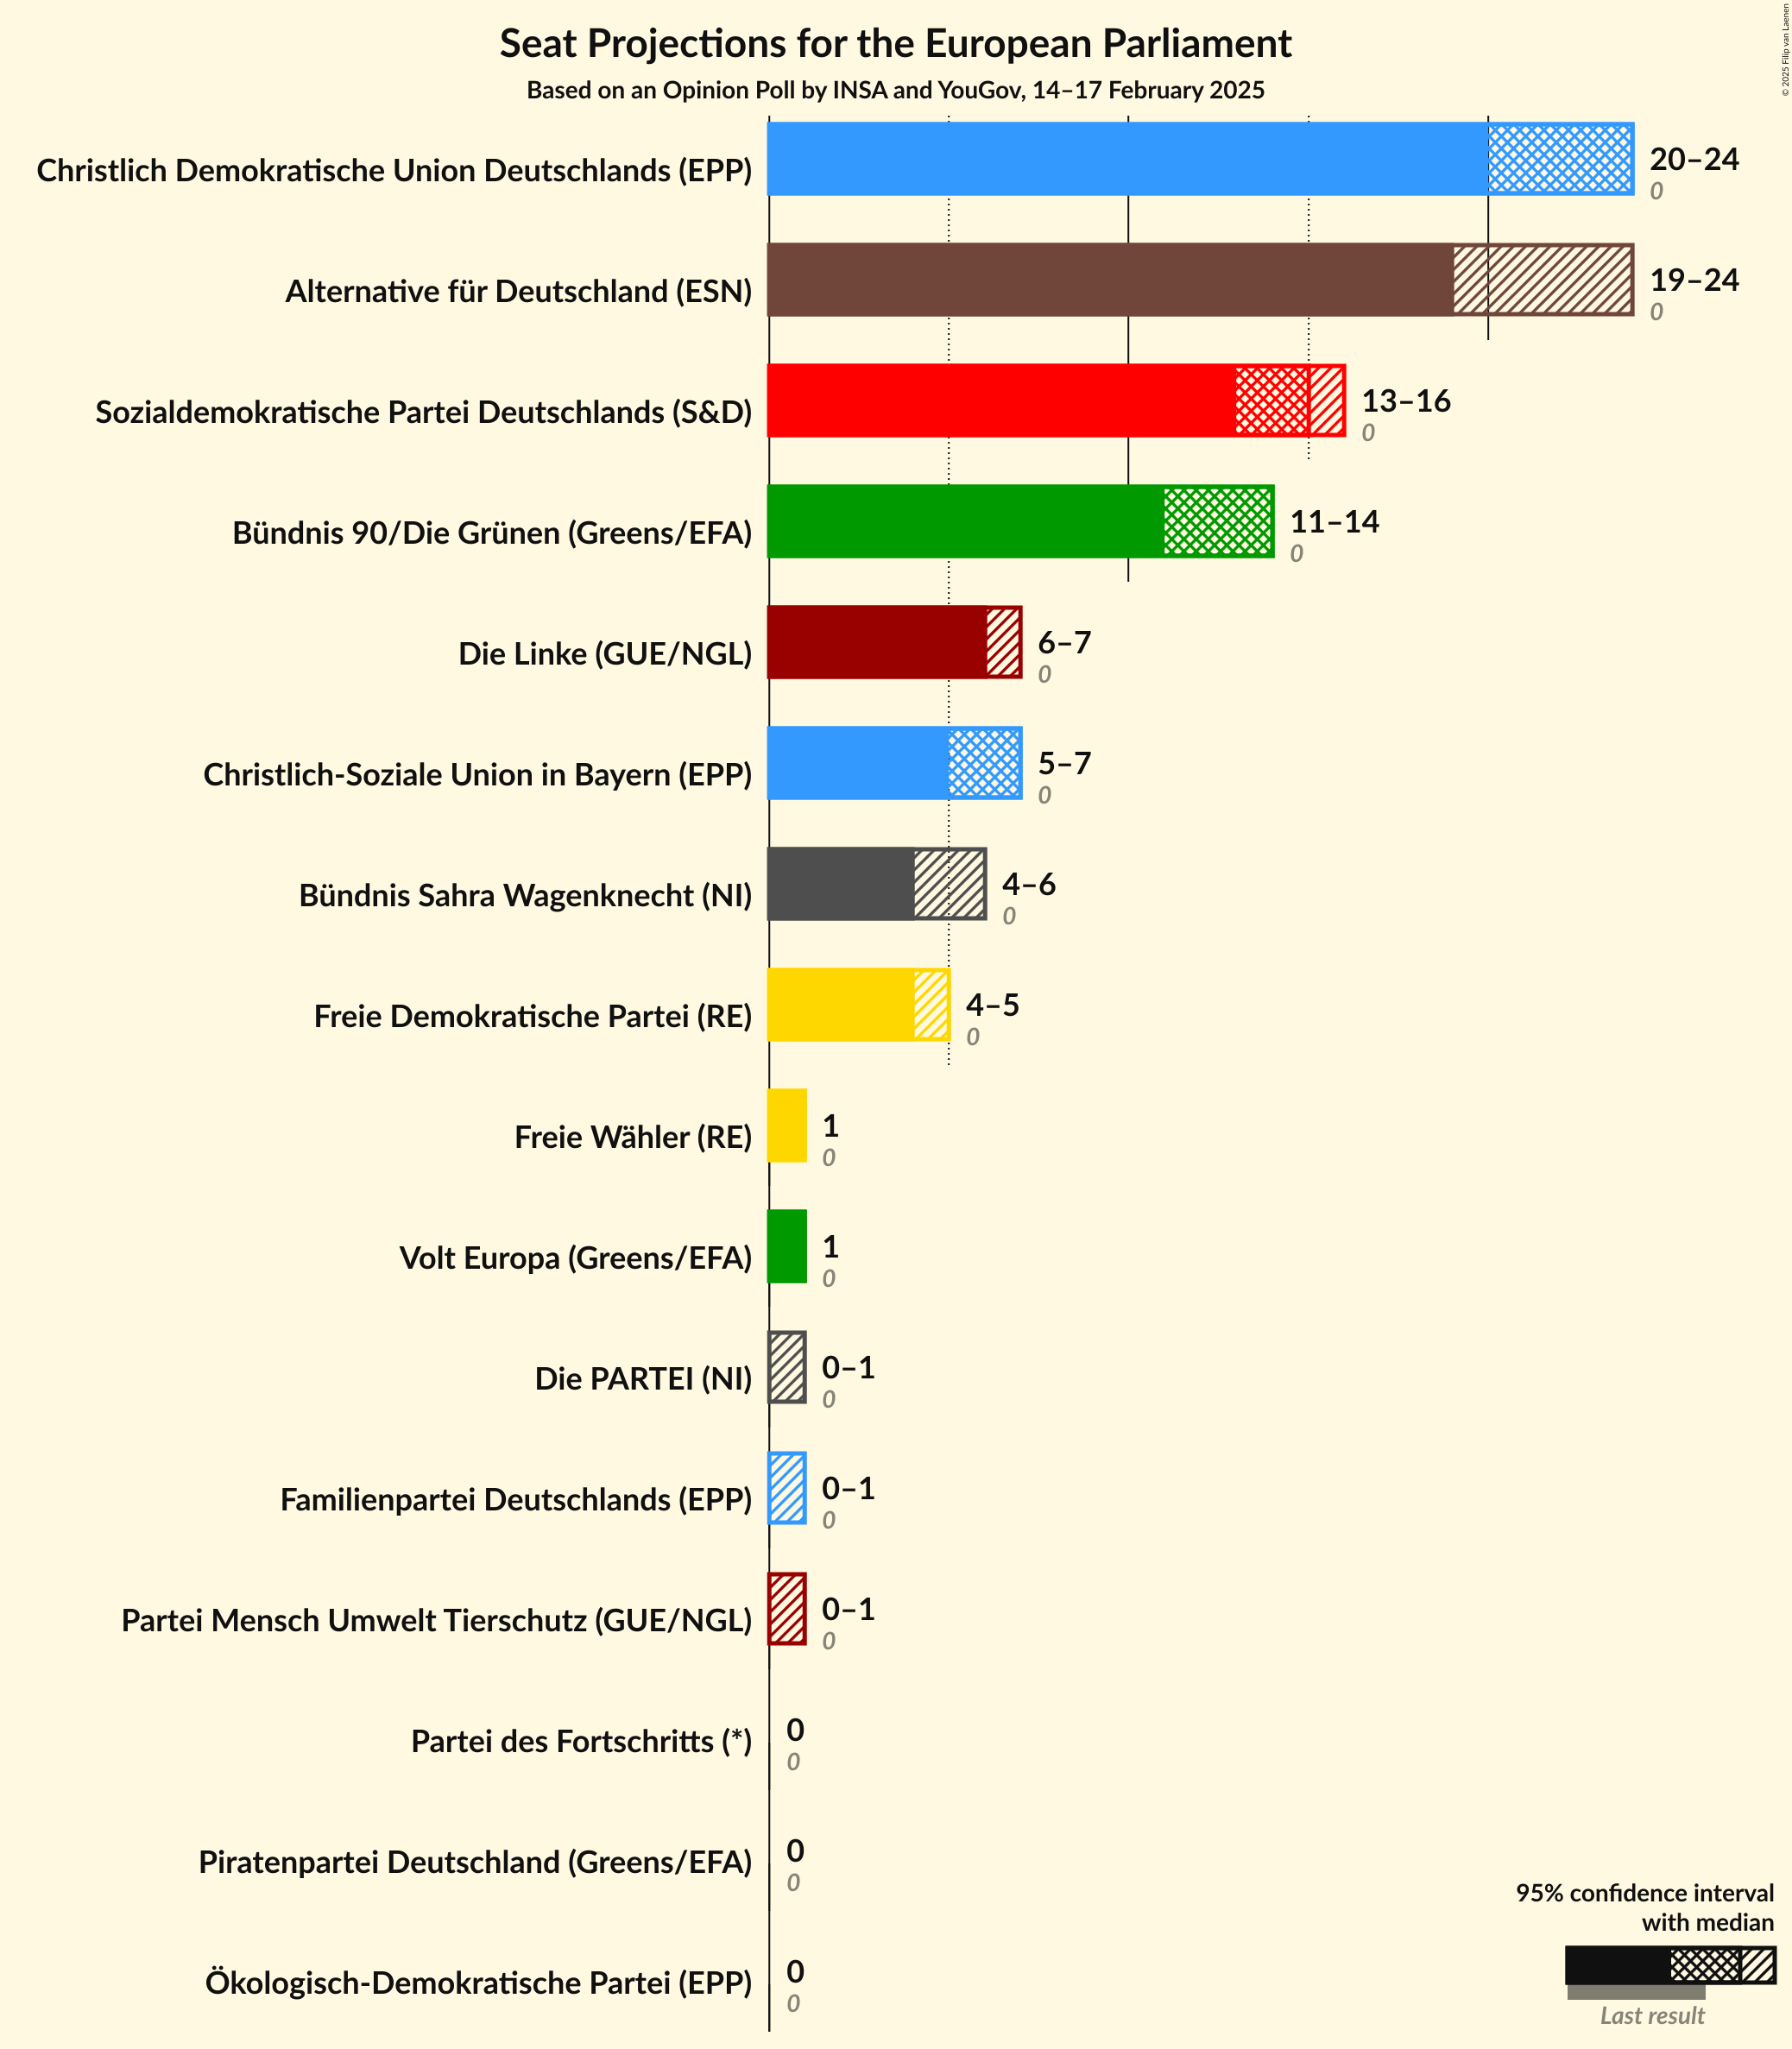 Seat Projections for the European Parliament
Based on an Opinion Poll by INSA and YouGov, 14–17 February 2025
© 2025 Filip van Laenen
Christlich Demokratische Union Deutschlands (EPP)
20–24
0
Alternative für Deutschland (ESN)
19–24
0
Sozialdemokratische Partei Deutschlands (S&D)
13–16
0
Bündnis 90/Die Grünen (Greens/EFA)
11–14
0
Die Linke (GUE/NGL)
6–7
0
Christlich-Soziale Union in Bayern (EPP)
5–7
0
Bündnis Sahra Wagenknecht (NI)
4–6
0
Freie Demokratische Partei (RE)
4–5
0
Freie Wähler (RE)
1
0
Volt Europa (Greens/EFA)
1
0
Die PARTEI (NI)
0–1
0
Familienpartei Deutschlands (EPP)
0–1
0
Partei Mensch Umwelt Tierschutz (GUE/NGL)
0–1
0
Partei des Fortschritts (*)
0
0
Piratenpartei Deutschland (Greens/EFA)
0
0
Ökologisch-Demokratische Partei (EPP)
0
0
95% confidence interval
with median
Last result